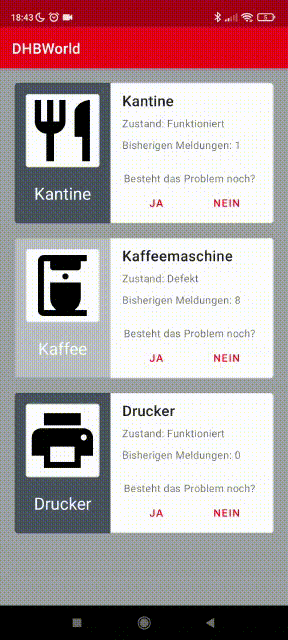 18:43
DHBWorld
Kantine
Kantine
Zustand: Funktioniert
Bisherigen Meldungen: 1
Besteht das Problem noch?
JA NEIN
Kaffee
Kaffeemaschine
Zustand: Defekt
Bisherigen Meldungen: 8
Besteht das Problem noch?
JA NEIN
Drucker
Drucker
Zustand: Funktioniert
Bisherigen Meldungen: 0
Besteht das Problem noch?
JA NEIN